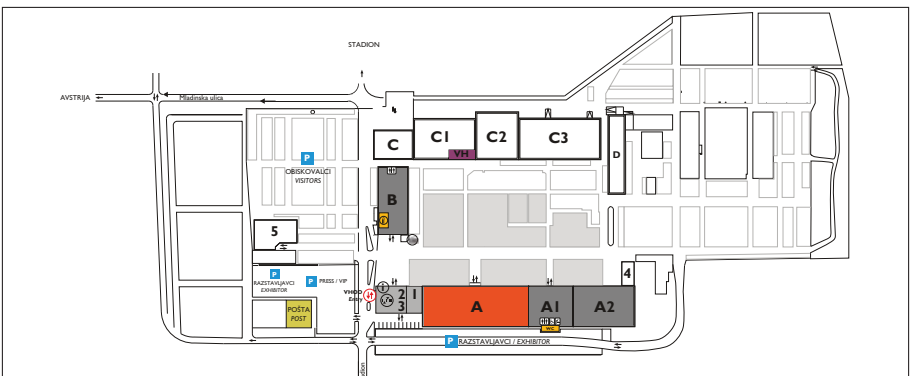 STADION
AVSTRIJA
Mladinska ulica
C
C1
C2
C3
VH
D
P
OBISKOVALCI
VISITORS
B
5
4
P
RAZSTAVLJAVCI
EXHIBITOR
P PRESS / VIP
VHOD
Entry
i
2
3
1
A
A1
A2
WC
POŠTA
POST
P RAZSTAVLJAVCI / EXHIBITOR